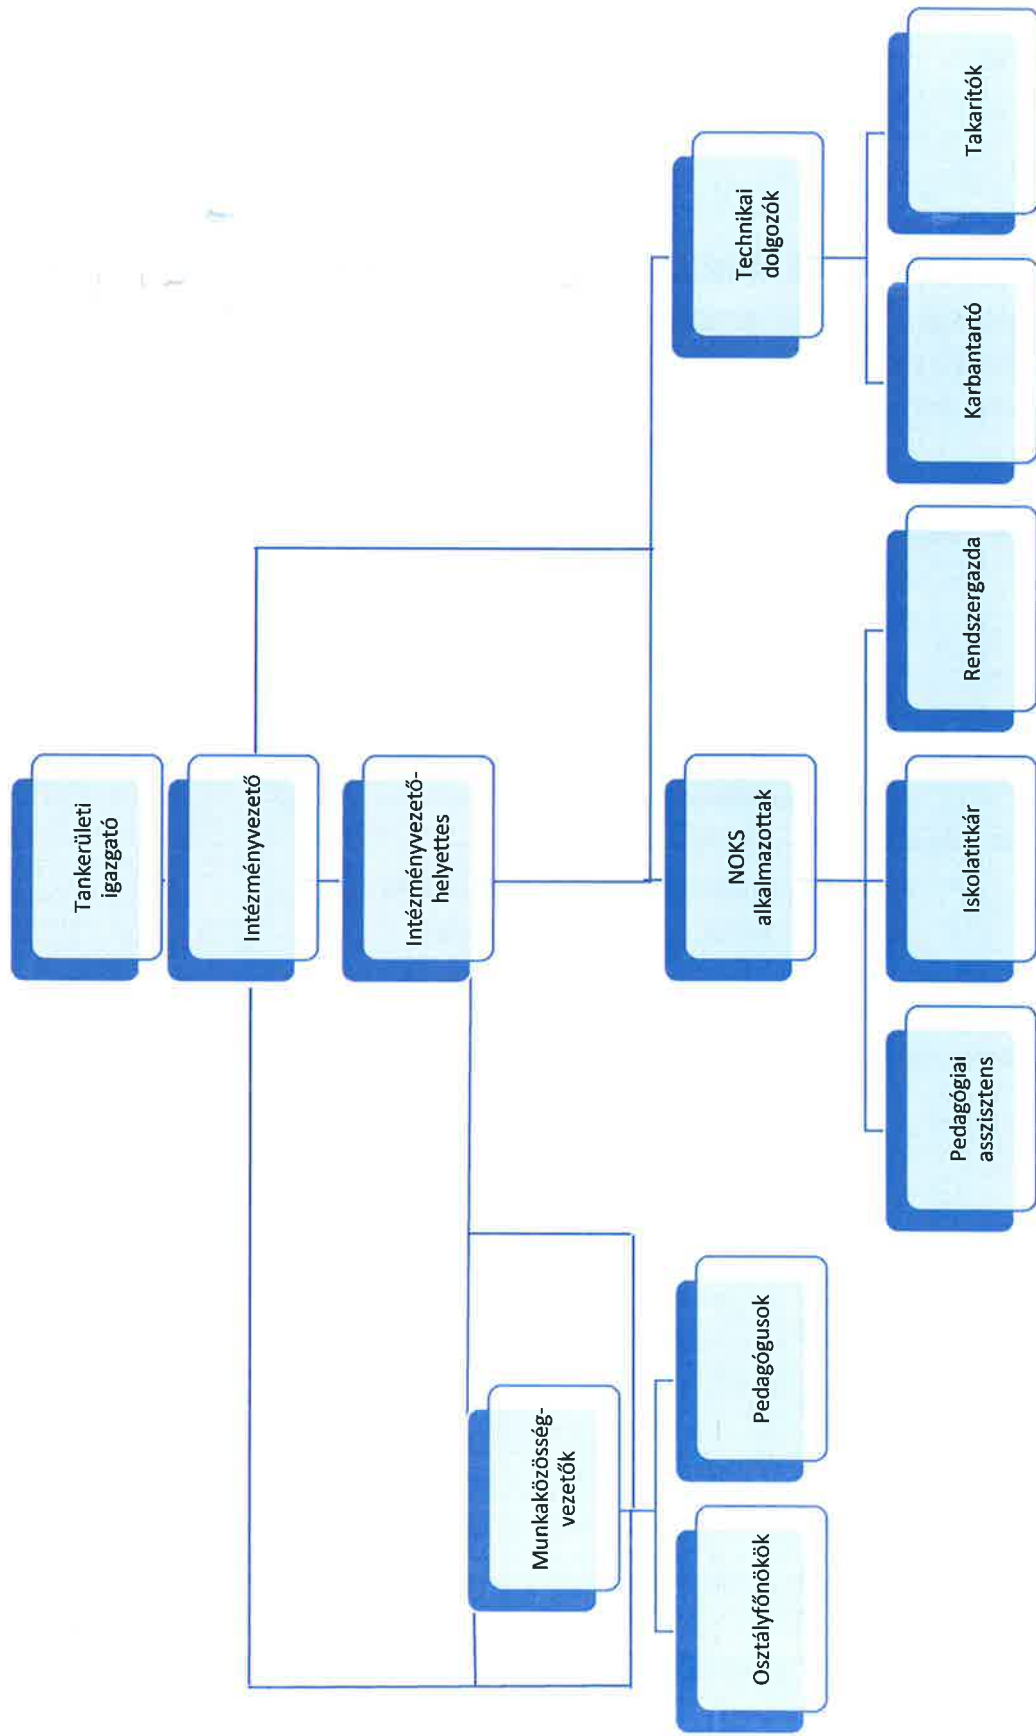 Tankerületi
igazgató
Intézményvezető
Intézményvezető-
helyettes
Munkaközösség-
vezetők
Osztályfőnökök
Pedagógusok
NOKS
alkalmazottak
Technikai
dolgozók
Pedagógiai
asszisztens
Iskolatitkár
Rendszergazda
Karbantartó
Takarítók